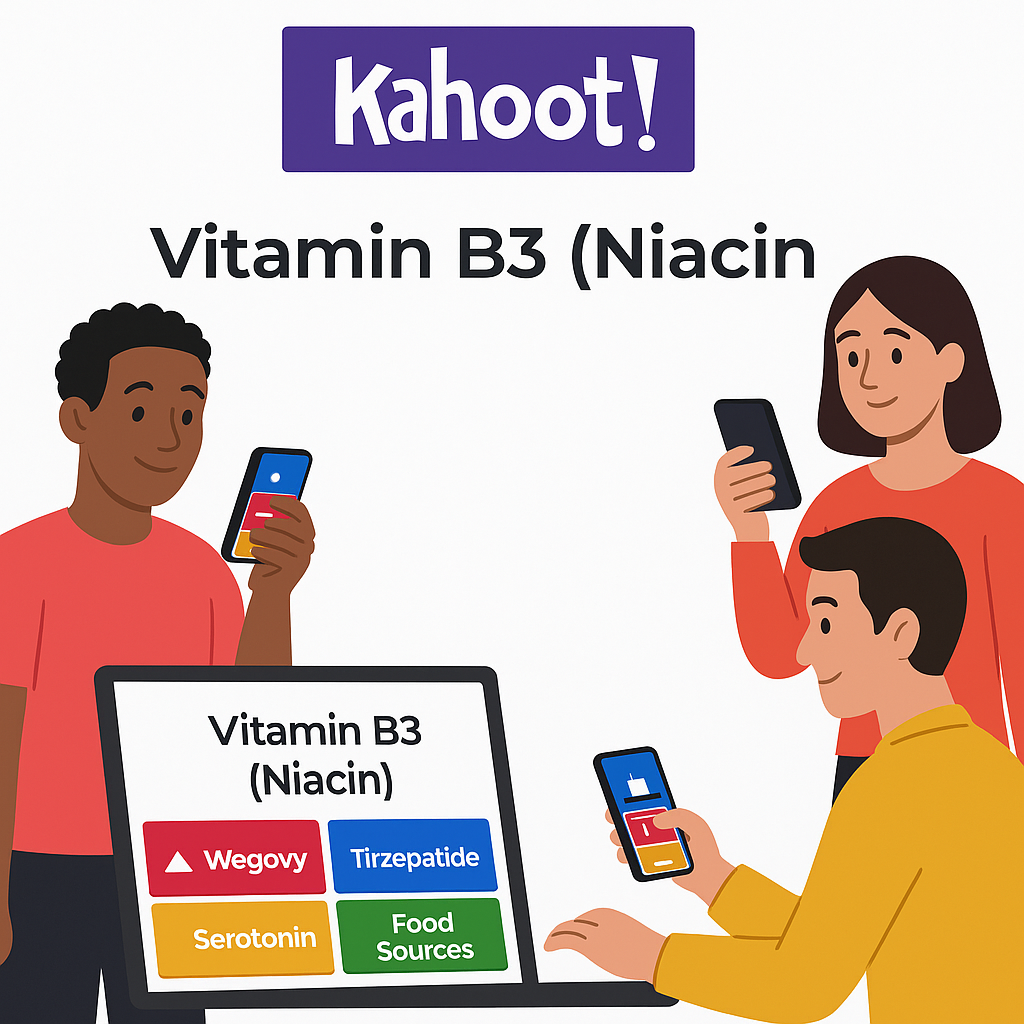 Kahoot!
Vitamin B3 (Niacin
Vitamin B3
(Niacin)
Wegovy
Tirzepatide
Serotonin
Food
Sources